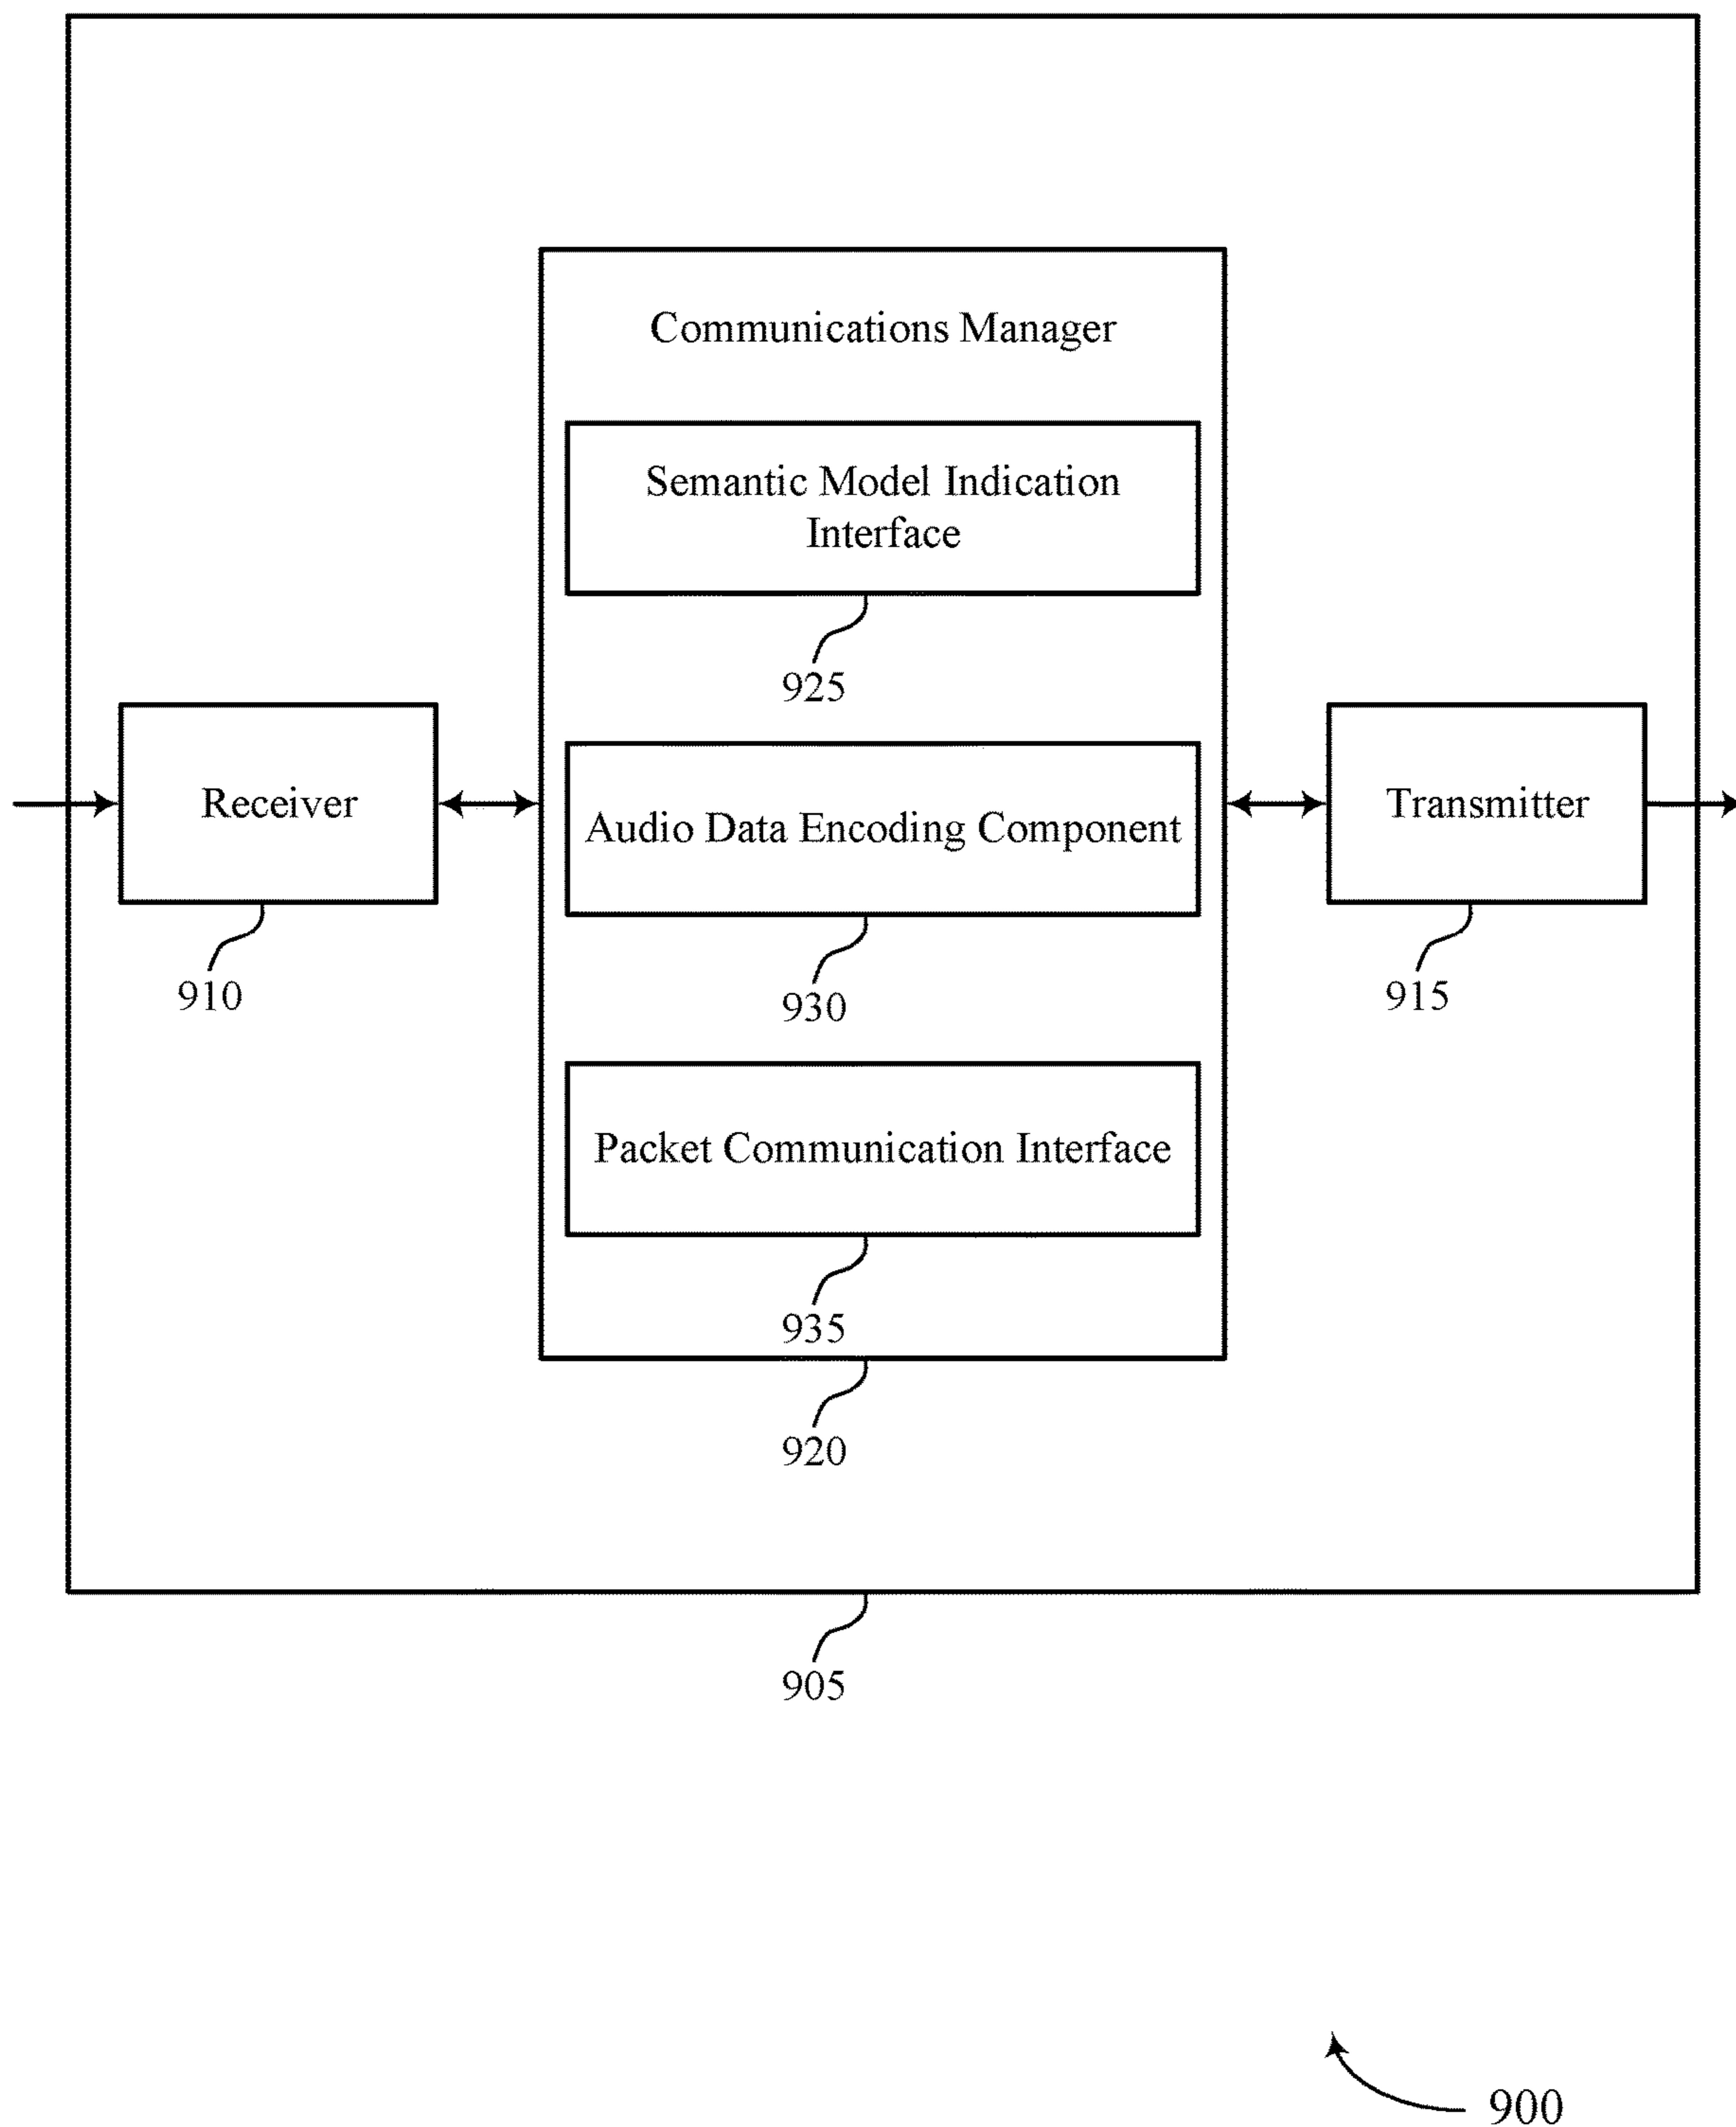 Communications Manager
Semantic Model Indication
Interface
925
Receiver
910
Audio Data Encoding Component
930
Transmitter
915
Packet Communication Interface
935
920
905
900